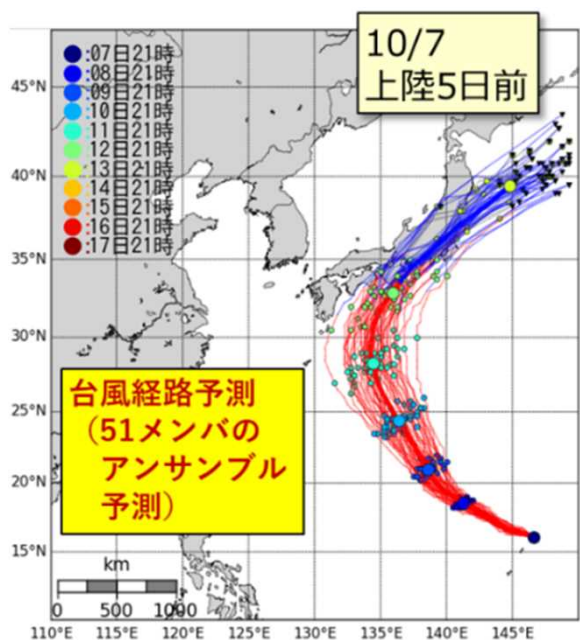 10/7
上陸5日前
:07日21時
:08日21時
:09日21時
:10日21時
:11日21時
:12日21時
:13日21時
:14日21時
:15日21時
:16日21時
:17日21時
45°N
40°N
35°N
30°N
25°N
20°N
15°N
台風経路予測
(51メンバの
アンサンブル
予測)
km
0 500 1000
110°E 115°E 120°E 125°E 130°E 135°E 140°E 145°E